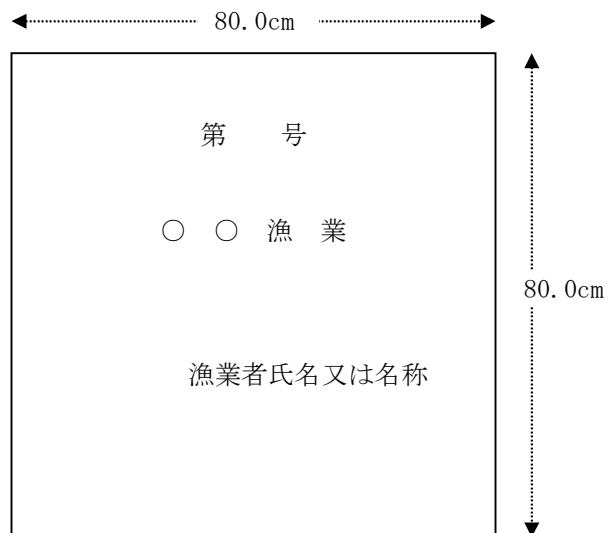 80.0cm
第　　号
○　○　漁　業
80.0cm
漁業者氏名又は名称